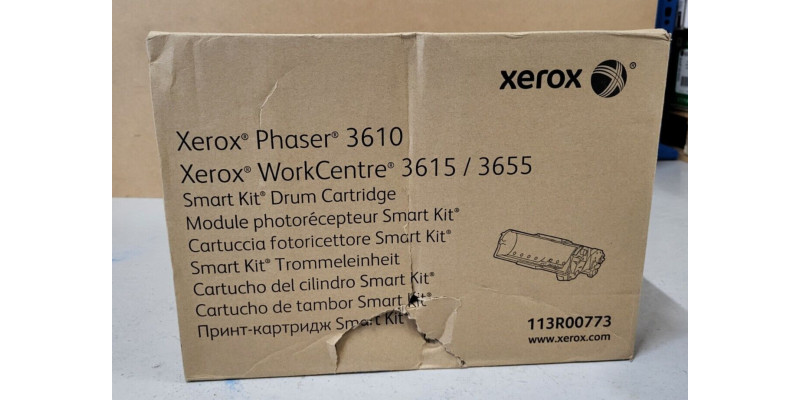 xerox®
Xerox® Phaser® 3610
Xerox® WorkCentre® 3615 / 3655
Smart Kit® Drum Cartridge
Module photorécepteur Smart Kit®
Cartuccia fotoricettore Smart Kit®
Smart Kit® Trommeleinheit
Cartucho del cilindro Smart Kit®
Cartucho de tambor Smart Kit®
Принт-картридж Smart Kit®
113R00773
www.xerox.com